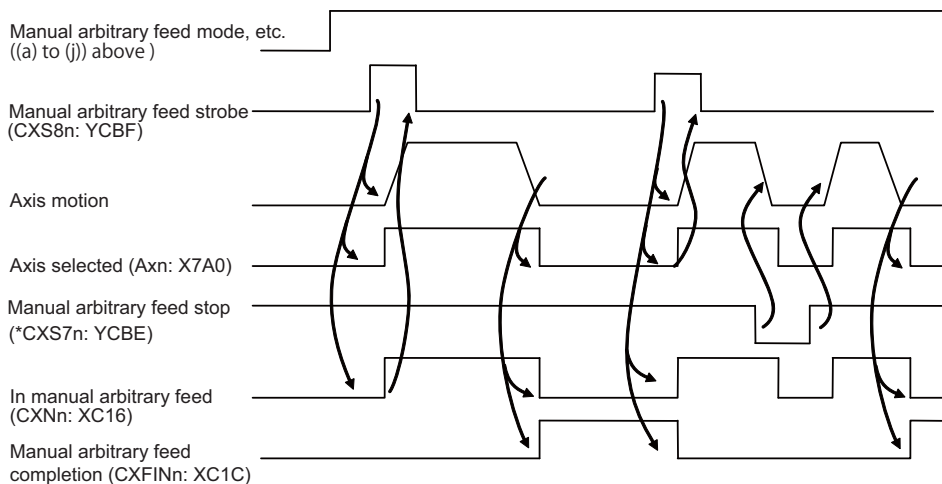 Manual arbitrary feed mode, etc.
((a) to (j)) above )
Manual arbitrary feed strobe
(CXS8n: YCBF)
Axis motion
Axis selected (Axn: X7A0)
Manual arbitrary feed stop
(*CXS7n: YCBE)
In manual arbitrary feed
(CXNn: XC16)
Manual arbitrary feed
completion (CXFINn: XC1C)